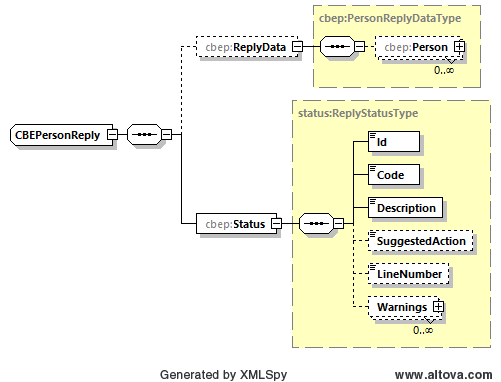 cbep:PersonReplyDataType
cbep:ReplyData
cbep:Person
0..∞
status:ReplyStatusType
CBEPersonReply
Id
Code
Description
cbep:Status
SuggestedAction
LineNumber
Warnings
0..∞
Generated by XMLSpy
www.altova.com